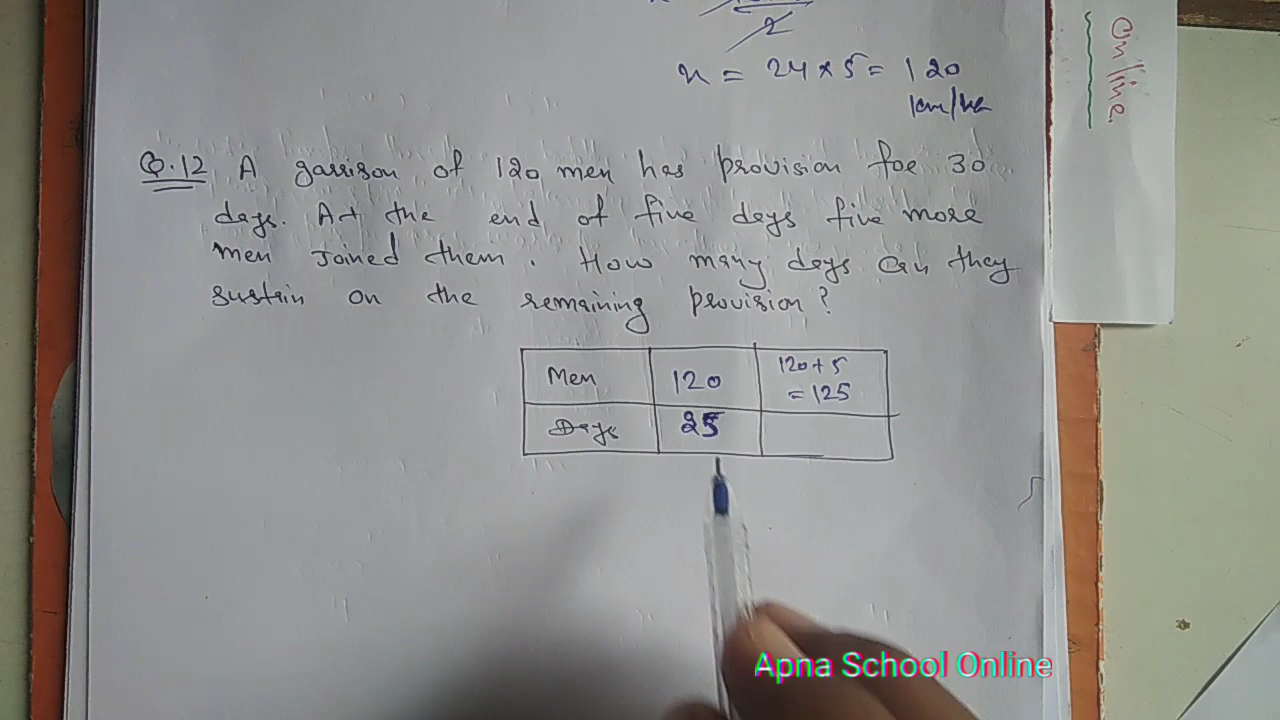 2
x = 24 × 5 = 120
km/hr
Online.
Q.12 A garrison of 120 men has provision for 30
days. At the end of five days five more
men joined them. How many days can they
sustain on the remaining provision?
Men 120 120 + 5
= 125
Days 25
Apna School Online